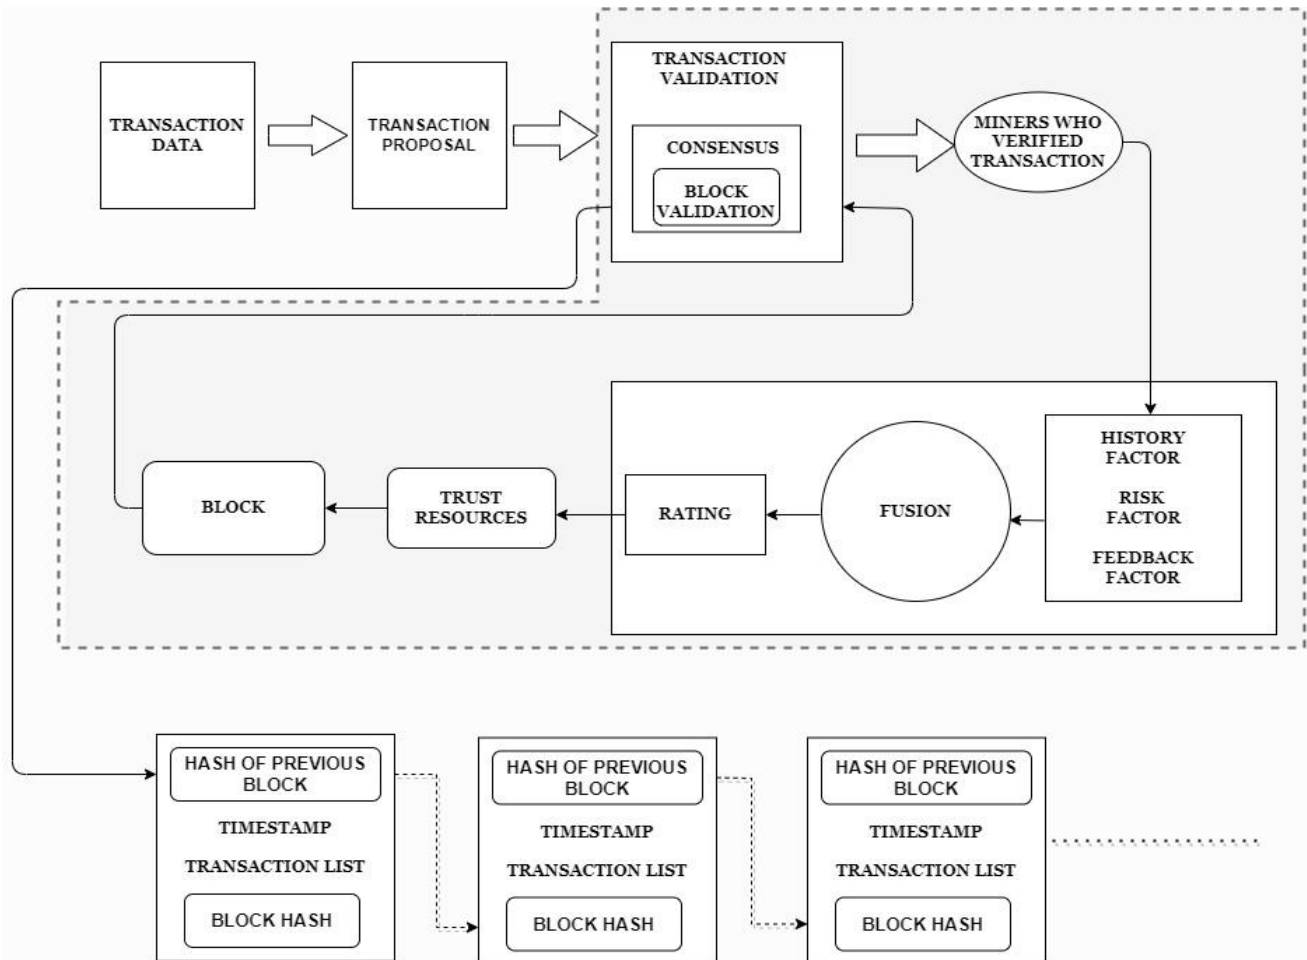 TRANSACTION
DATA
TRANSACTION
PROPOSAL
TRANSACTION
VALIDATION
CONSENSUS
BLOCK
VALIDATION
MINERS WHO
VERIFIED
TRANSACTION
HISTORY
FACTOR
RISK
FACTOR
FEEDBACK
FACTOR
FUSION
RATING
TRUST
RESOURCES
BLOCK
HASH OF PREVIOUS
BLOCK
TIMESTAMP
TRANSACTION LIST
BLOCK HASH
HASH OF PREVIOUS
BLOCK
TIMESTAMP
TRANSACTION LIST
BLOCK HASH
HASH OF PREVIOUS
BLOCK
TIMESTAMP
TRANSACTION LIST
BLOCK HASH